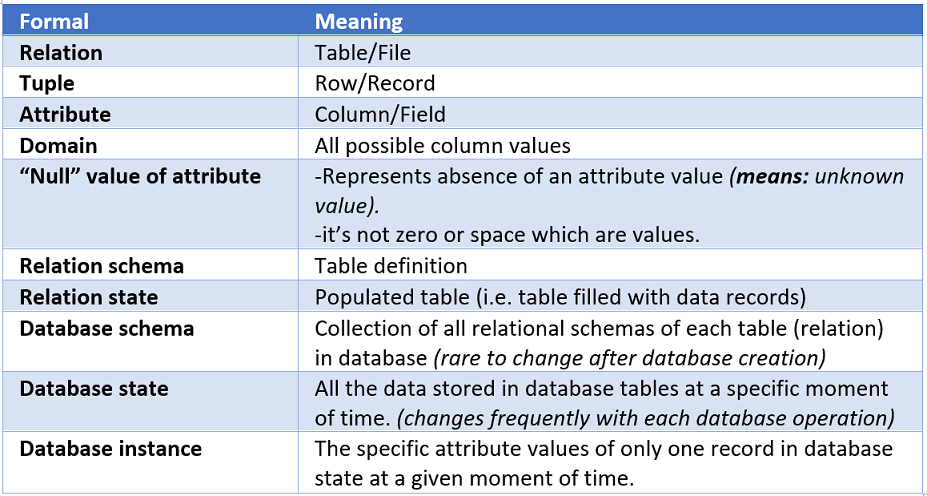 Formal Meaning
Relation Table/File
Tuple Row/Record
Attribute Column/Field
Domain All possible column values
“Null” value of attribute -Represents absence of an attribute value (means: unknown
value).
-it’s not zero or space which are values.
Relation schema Table definition
Relation state Populated table (i.e. table filled with data records)
Database schema Collection of all relational schemas of each table (relation)
in database (rare to change after database creation)
Database state All the data stored in database tables at a specific moment
of time. (changes frequently with each database operation)
Database instance The specific attribute values of only one record in database
state at a given moment of time.